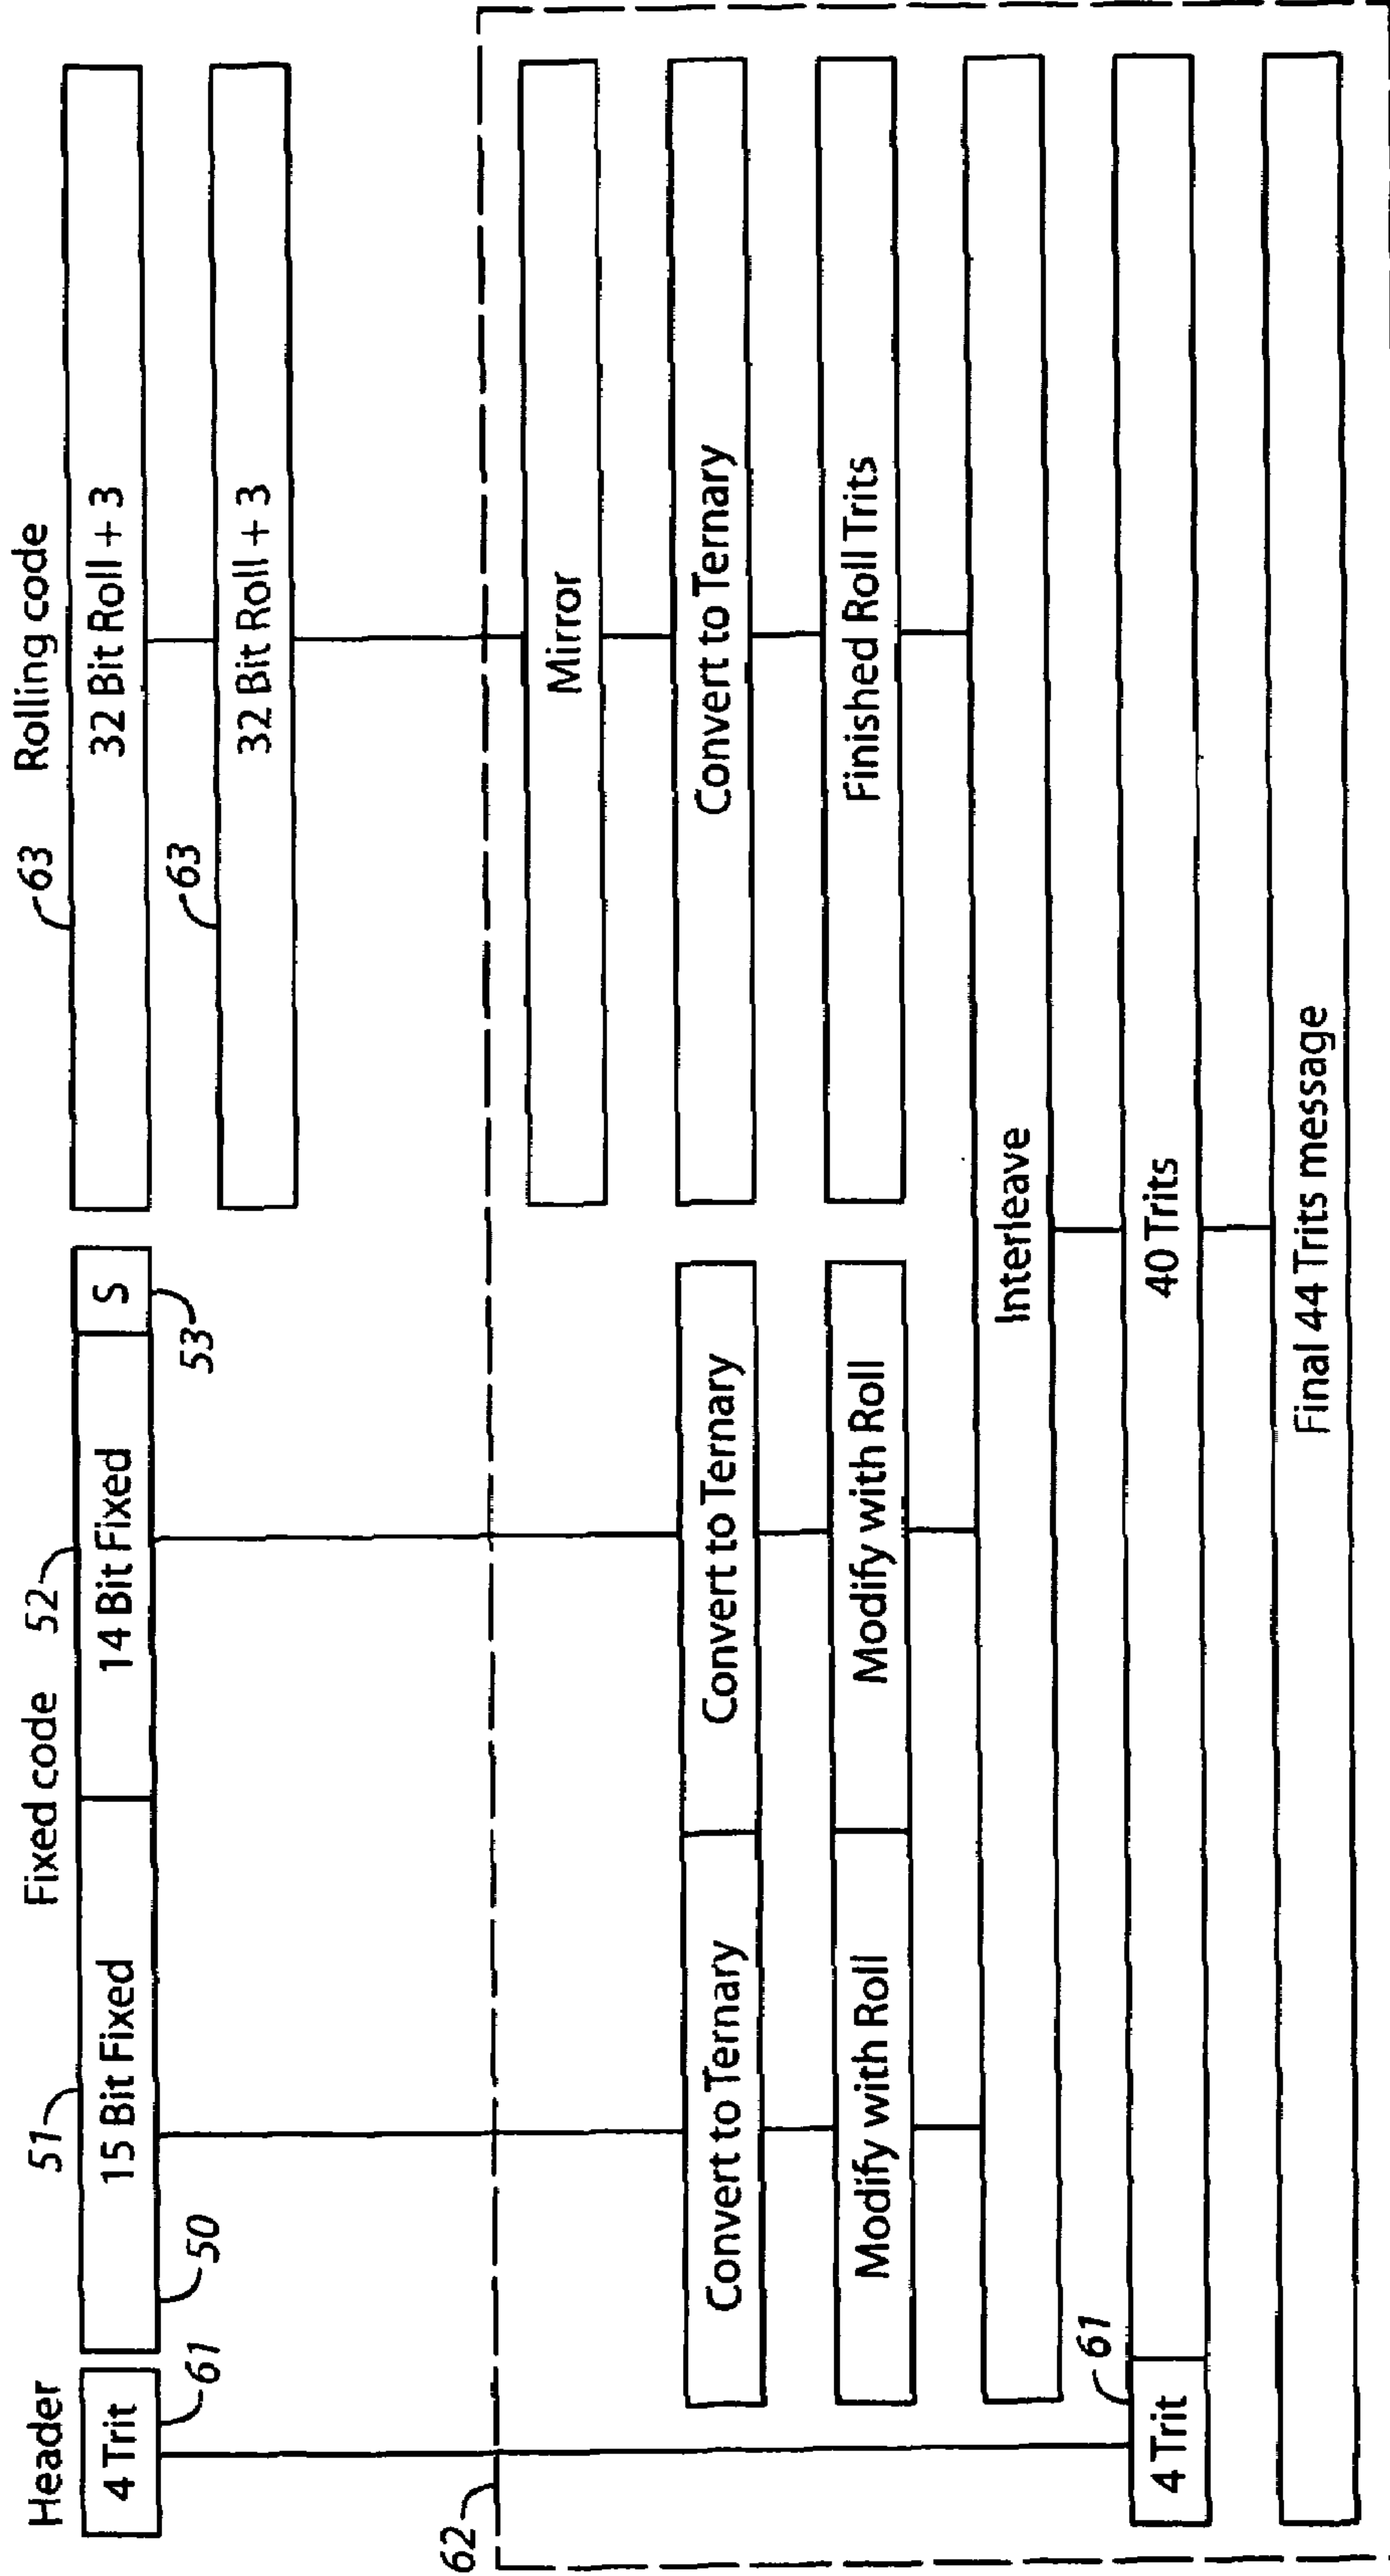 Header
Fixed code
Rolling code
51
52
63
4 Trit
15 Bit Fixed
14 Bit Fixed
S
32 Bit Roll + 3
61
50
53
63
32 Bit Roll + 3
62
Mirror
Convert to Ternary
Convert to Ternary
Convert to Ternary
Modify with Roll
Modify with Roll
Finished Roll Trits
Interleave
61
4 Trit
40 Trits
Final 44 Trits message